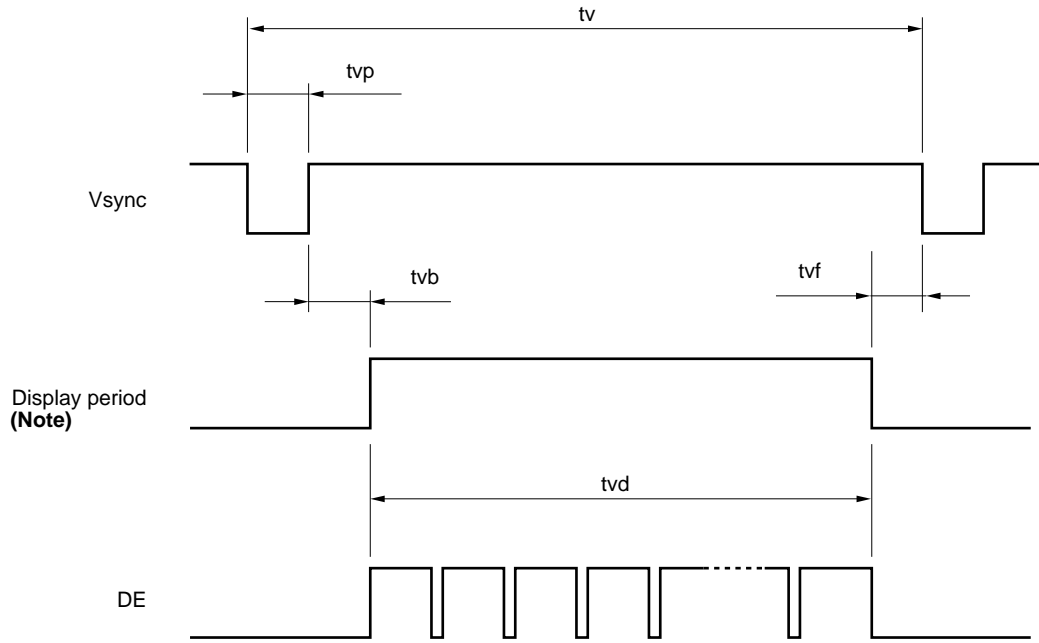 tv
tvp
Vsync
tvb
tvf
Display period
(Note)
tvd
DE